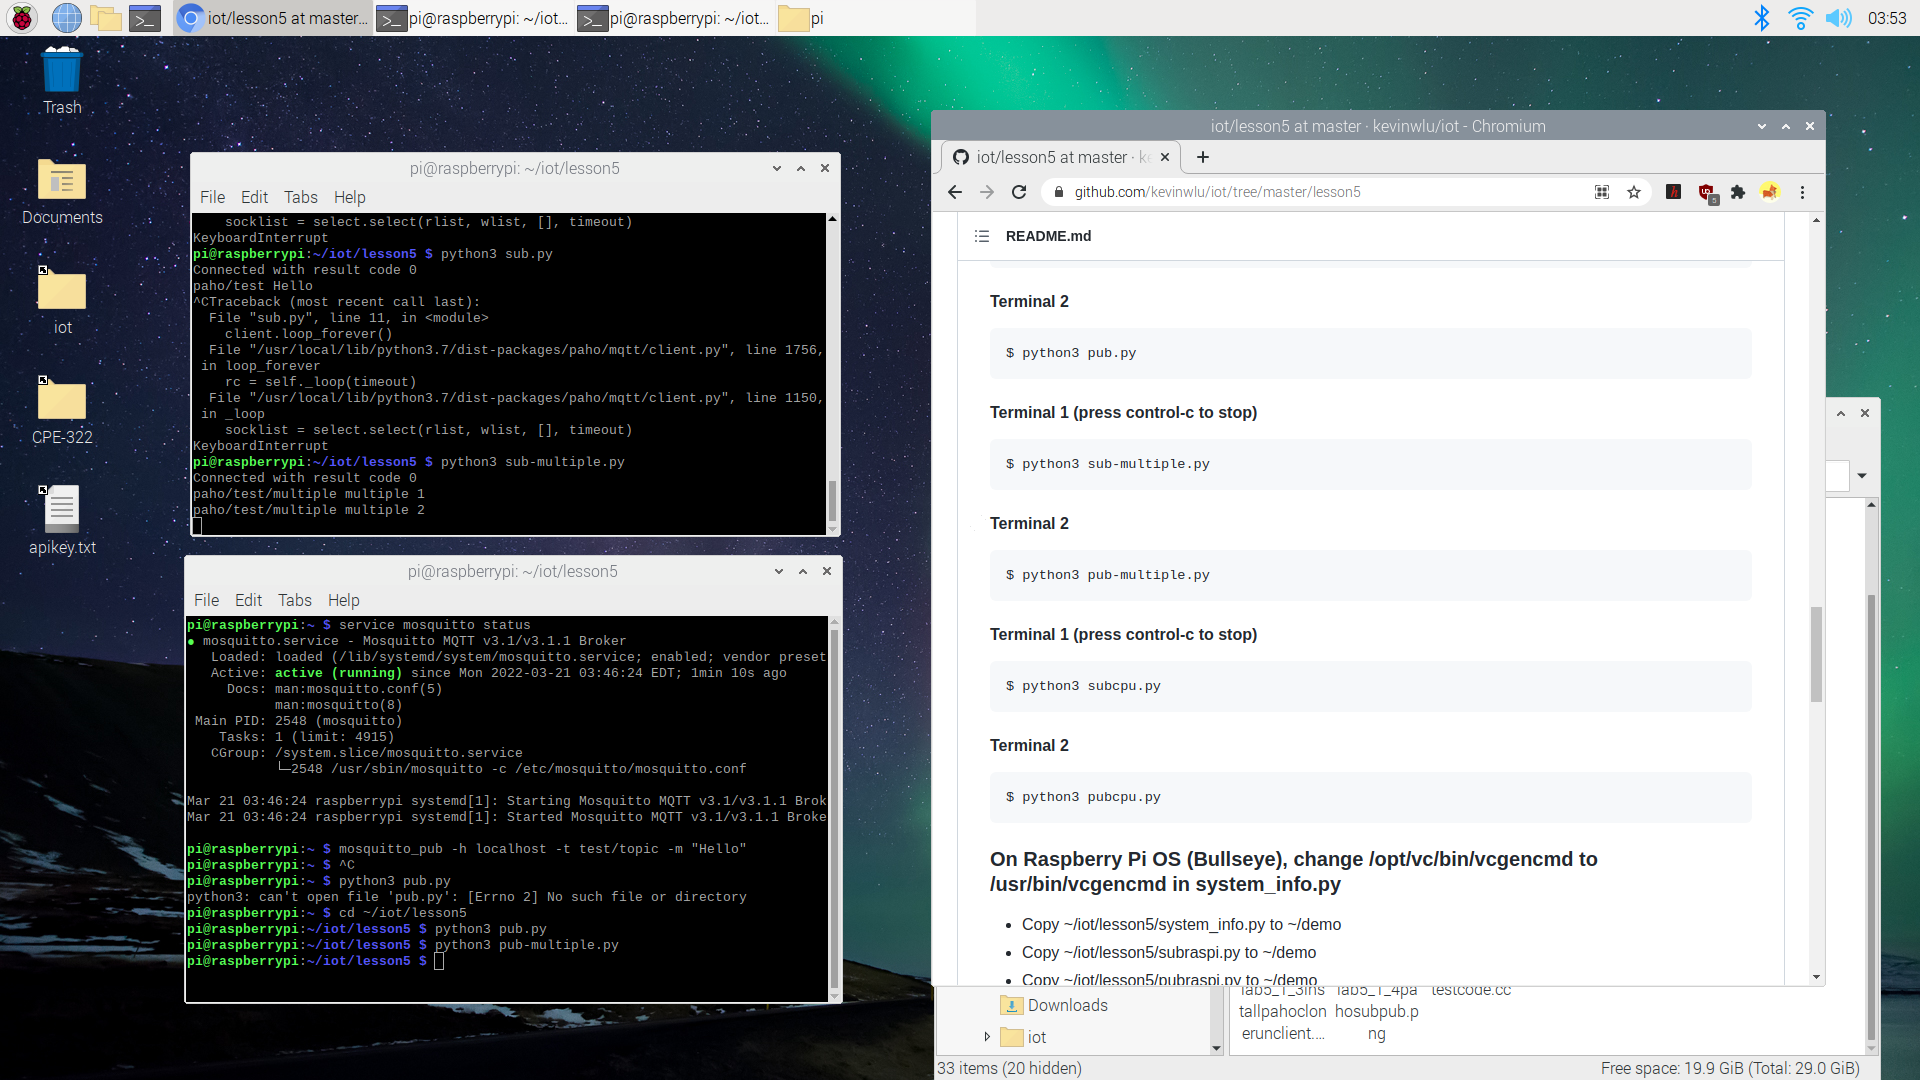 iot/lesson5 at master...
pi@raspberrypi: ~/iot...
pi@raspberrypi: ~/iot...
pi
03:53
Trash
Documents
iot
CPE-322
apikey.txt
pi@raspberrypi: ~/iot/lesson5
File Edit Tabs Help
    socklist = select.select(rlist, wlist, [], timeout)
KeyboardInterrupt
pi@raspberrypi:~/iot/lesson5 $ python3 sub.py
Connected with result code 0
paho/test Hello
^CTraceback (most recent call last):
  File "sub.py", line 11, in <module>
    client.loop_forever()
  File "/usr/local/lib/python3.7/dist-packages/paho/mqtt/client.py", line 1756,
 in loop_forever
    rc = self._loop(timeout)
  File "/usr/local/lib/python3.7/dist-packages/paho/mqtt/client.py", line 1150,
 in _loop
    socklist = select.select(rlist, wlist, [], timeout)
KeyboardInterrupt
pi@raspberrypi:~/iot/lesson5 $ python3 sub-multiple.py
Connected with result code 0
paho/test/multiple multiple 1
paho/test/multiple multiple 2
pi@raspberrypi: ~/iot/lesson5
File Edit Tabs Help
pi@raspberrypi:~ $ service mosquitto status
● mosquitto.service - Mosquitto MQTT v3.1/v3.1.1 Broker
   Loaded: loaded (/lib/systemd/system/mosquitto.service; enabled; vendor preset
   Active: active (running) since Mon 2022-03-21 03:46:24 EDT; 1min 10s ago
     Docs: man:mosquitto.conf(5)
           man:mosquitto(8)
 Main PID: 2548 (mosquitto)
    Tasks: 1 (limit: 4915)
   CGroup: /system.slice/mosquitto.service
           └─2548 /usr/sbin/mosquitto -c /etc/mosquitto/mosquitto.conf
Mar 21 03:46:24 raspberrypi systemd[1]: Starting Mosquitto MQTT v3.1/v3.1.1 Brok
Mar 21 03:46:24 raspberrypi systemd[1]: Started Mosquitto MQTT v3.1/v3.1.1 Broke
pi@raspberrypi:~ $ mosquitto_pub -h localhost -t test/topic -m "Hello"
pi@raspberrypi:~ $ ^C
pi@raspberrypi:~ $ python3 pub.py
python3: can't open file 'pub.py': [Errno 2] No such file or directory
pi@raspberrypi:~ $ cd ~/iot/lesson5
pi@raspberrypi:~/iot/lesson5 $ python3 pub.py
pi@raspberrypi:~/iot/lesson5 $ python3 pub-multiple.py
pi@raspberrypi:~/iot/lesson5 $
iot/lesson5 at master · kevinwlu/iot - Chromium
iot/lesson5 at master · k
github.com/kevinwlu/iot/tree/master/lesson5
5
README.md
Terminal 2
$ python3 pub.py
Terminal 1 (press control-c to stop)
$ python3 sub-multiple.py
Terminal 2
$ python3 pub-multiple.py
Terminal 1 (press control-c to stop)
$ python3 subcpu.py
Terminal 2
$ python3 pubcpu.py
On Raspberry Pi OS (Bullseye), change /opt/vc/bin/vcgencmd to
/usr/bin/vcgencmd in system_info.py
• Copy ~/iot/lesson5/system_info.py to ~/demo
• Copy ~/iot/lesson5/subraspi.py to ~/demo
• Copy ~/iot/lesson5/pubraspi.py to ~/demo
Downloads
iot
lab5_1_3ins lab5_1_4pa testcode.cc
tallpahoclon hosubpub.p
erunclient.... ng
33 items (20 hidden)
Free space: 19.9 GiB (Total: 29.0 GiB)